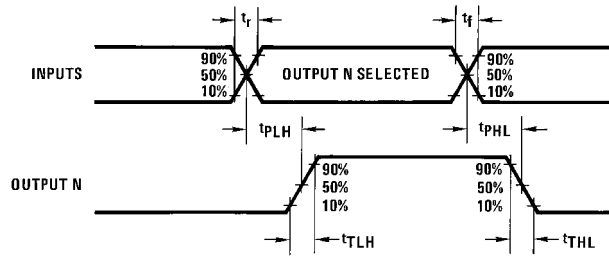 tr tf
90% 90%
INPUTS 50% OUTPUT N SELECTED 50%
10% 10%
tPLH tPHL
90% 90%
OUTPUT N 50% 50%
10% 10%
tTLH tTHL